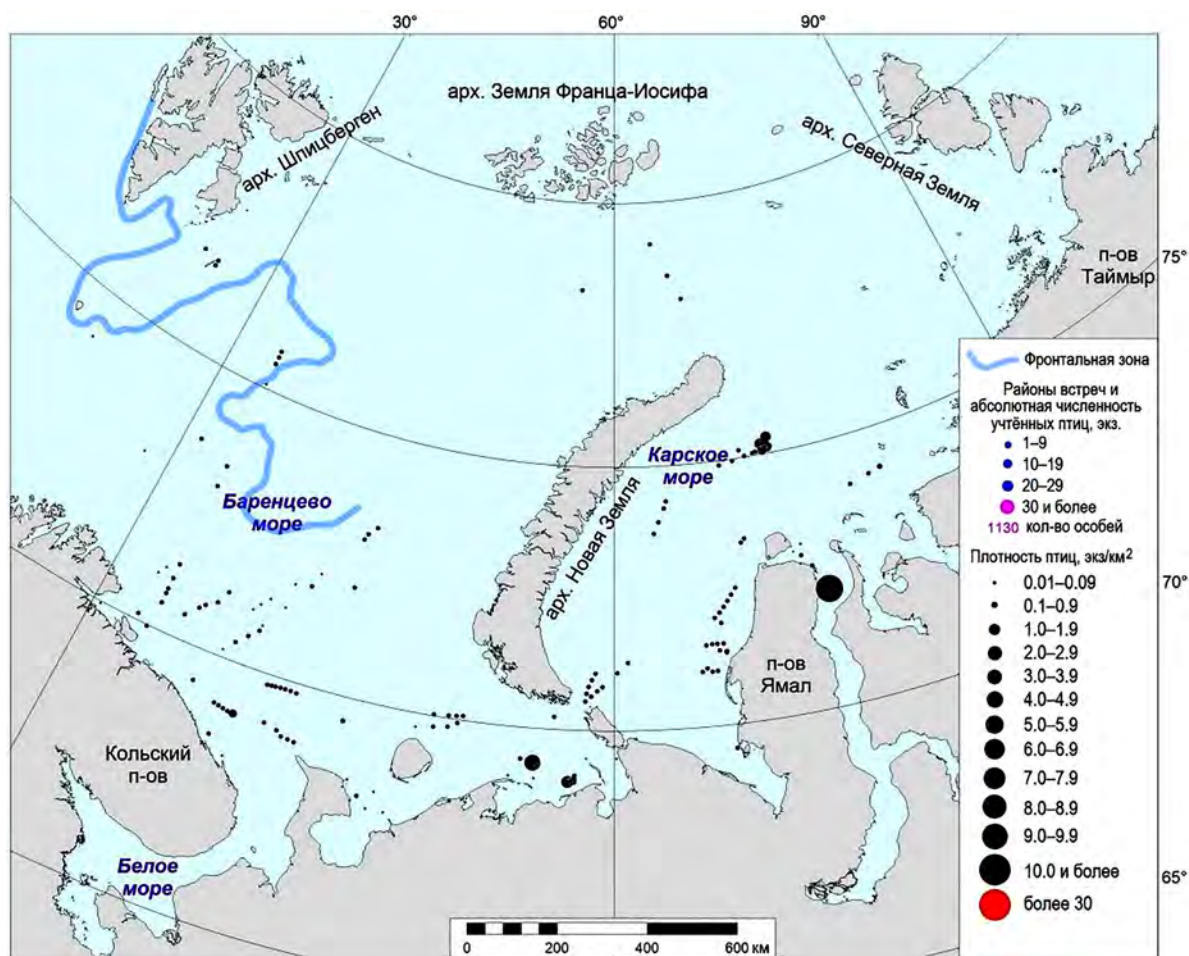 30°
60°
90°
арх. Земля Франца-Иосифа
арх. Шпицберген
арх. Северная Земля
75°
п-ов
Таймыр
Фронтальная зона
Районы встреч и
абсолютная численность
учтённых птиц, экз.
1–9
10–19
20–29
30 и более
1130 кол-во особей
Плотность птиц, экз/км²
0.01–0.09
0.1–0.9
1.0–1.9
2.0–2.9
3.0–3.9
4.0–4.9
5.0–5.9
6.0–6.9
7.0–7.9
8.0–8.9
9.0–9.9
10.0 и более
более 30
Карское
море
Баренцево
море
арх. Новая Земля
70°
п-ов
Ямал
Кольский
п-ов
Белое
море
65°
0 200 400 600 км